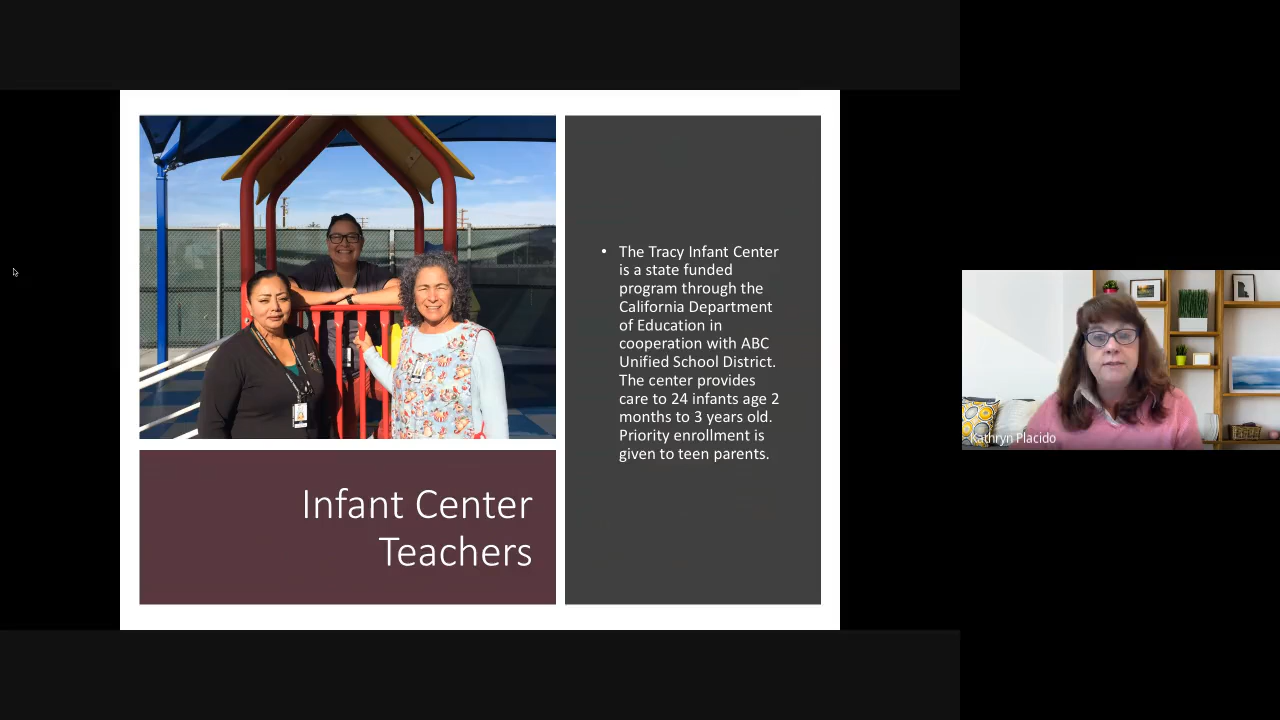 Infant Center
Teachers
• The Tracy Infant Center
is a state funded
program through the
California Department
of Education in
cooperation with ABC
Unified School District.
The center provides
care to 24 infants age 2
months to 3 years old.
Priority enrollment is
given to teen parents.
Kathryn Placido